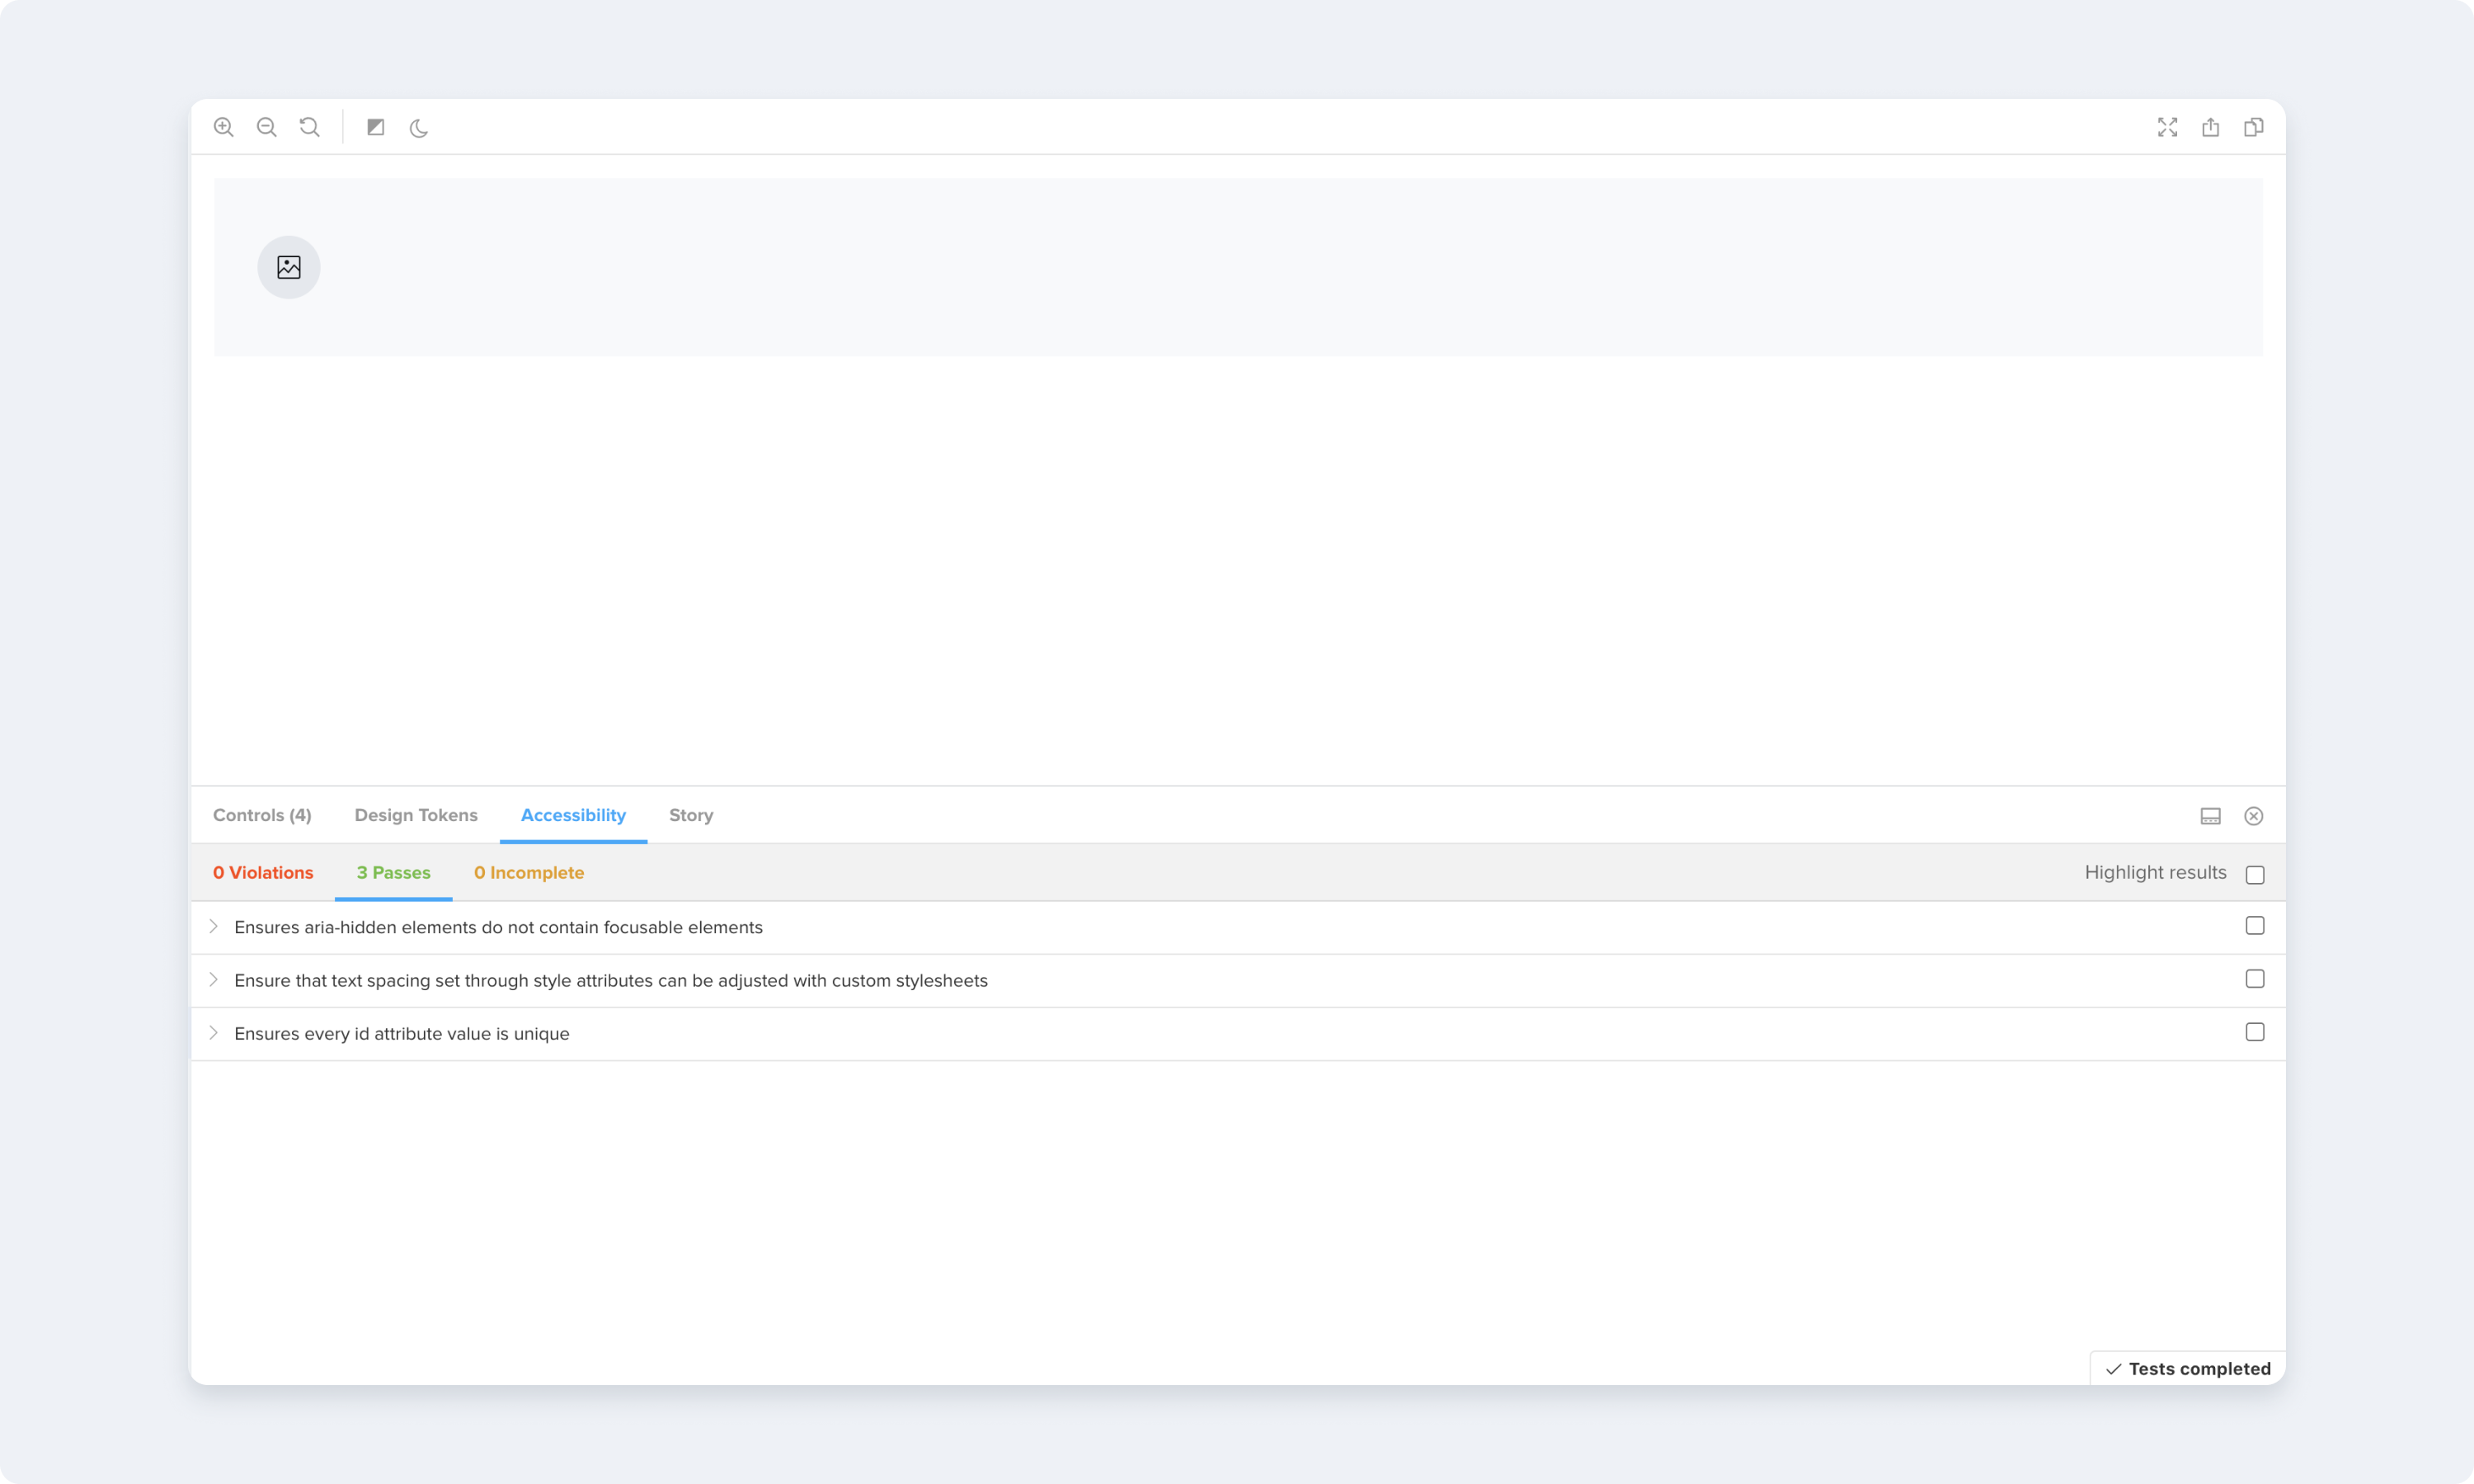 Controls (4) Design Tokens Accessibility Story
0 Violations 3 Passes 0 Incomplete Highlight results
Ensures aria-hidden elements do not contain focusable elements
Ensure that text spacing set through style attributes can be adjusted with custom stylesheets
Ensures every id attribute value is unique
Tests completed